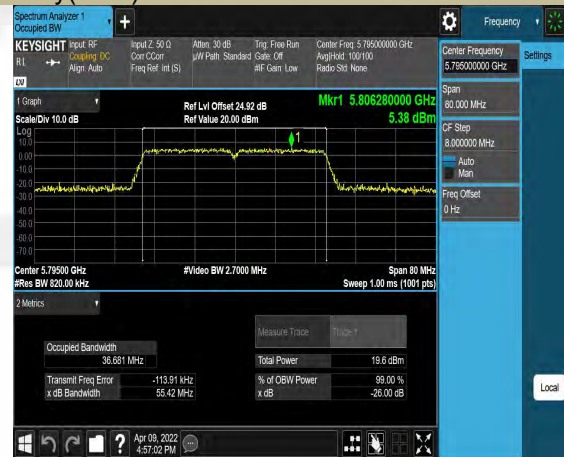 Spectrum Analyzer 1
Occupied BW
Frequency
KEYSIGHT
RL
LXI
Input: RF
Coupling: DC
Align: Auto
Input Z: 50 Ω
Corr CCorr
Freq Ref: Int (S)
Atten: 30 dB
µW Path: Standard
Trig: Free Run
Gate: Off
#IF Gain: Low
Center Freq: 5.795000000 GHz
Avg|Hold: 100/100
Radio Std: None
Center Frequency
5.795000000 GHz
Settings
Span
80.000 MHz
CF Step
8.000000 MHz
Auto
Man
Freq Offset
0 Hz
Local
1 Graph
Scale/Div 10.0 dB
Ref Lvl Offset 24.92 dB
Ref Value 20.00 dBm
Mkr1 5.806280000 GHz
5.38 dBm
Log
10.0
0.00
-10.0
-20.0
-30.0
-40.0
-50.0
-60.0
-70.0
1
Center 5.79500 GHz
#Video BW 2.7000 MHz
Span 80 MHz
#Res BW 820.00 kHz
Sweep 1.00 ms (1001 pts)
2 Metrics
Measure Trace
Trace 1
Occupied Bandwidth
36.681 MHz
Total Power
19.6 dBm
Transmit Freq Error
-113.91 kHz
% of OBW Power
99.00 %
x dB Bandwidth
55.42 MHz
x dB
-26.00 dB
Apr 09, 2022
4:57:02 PM